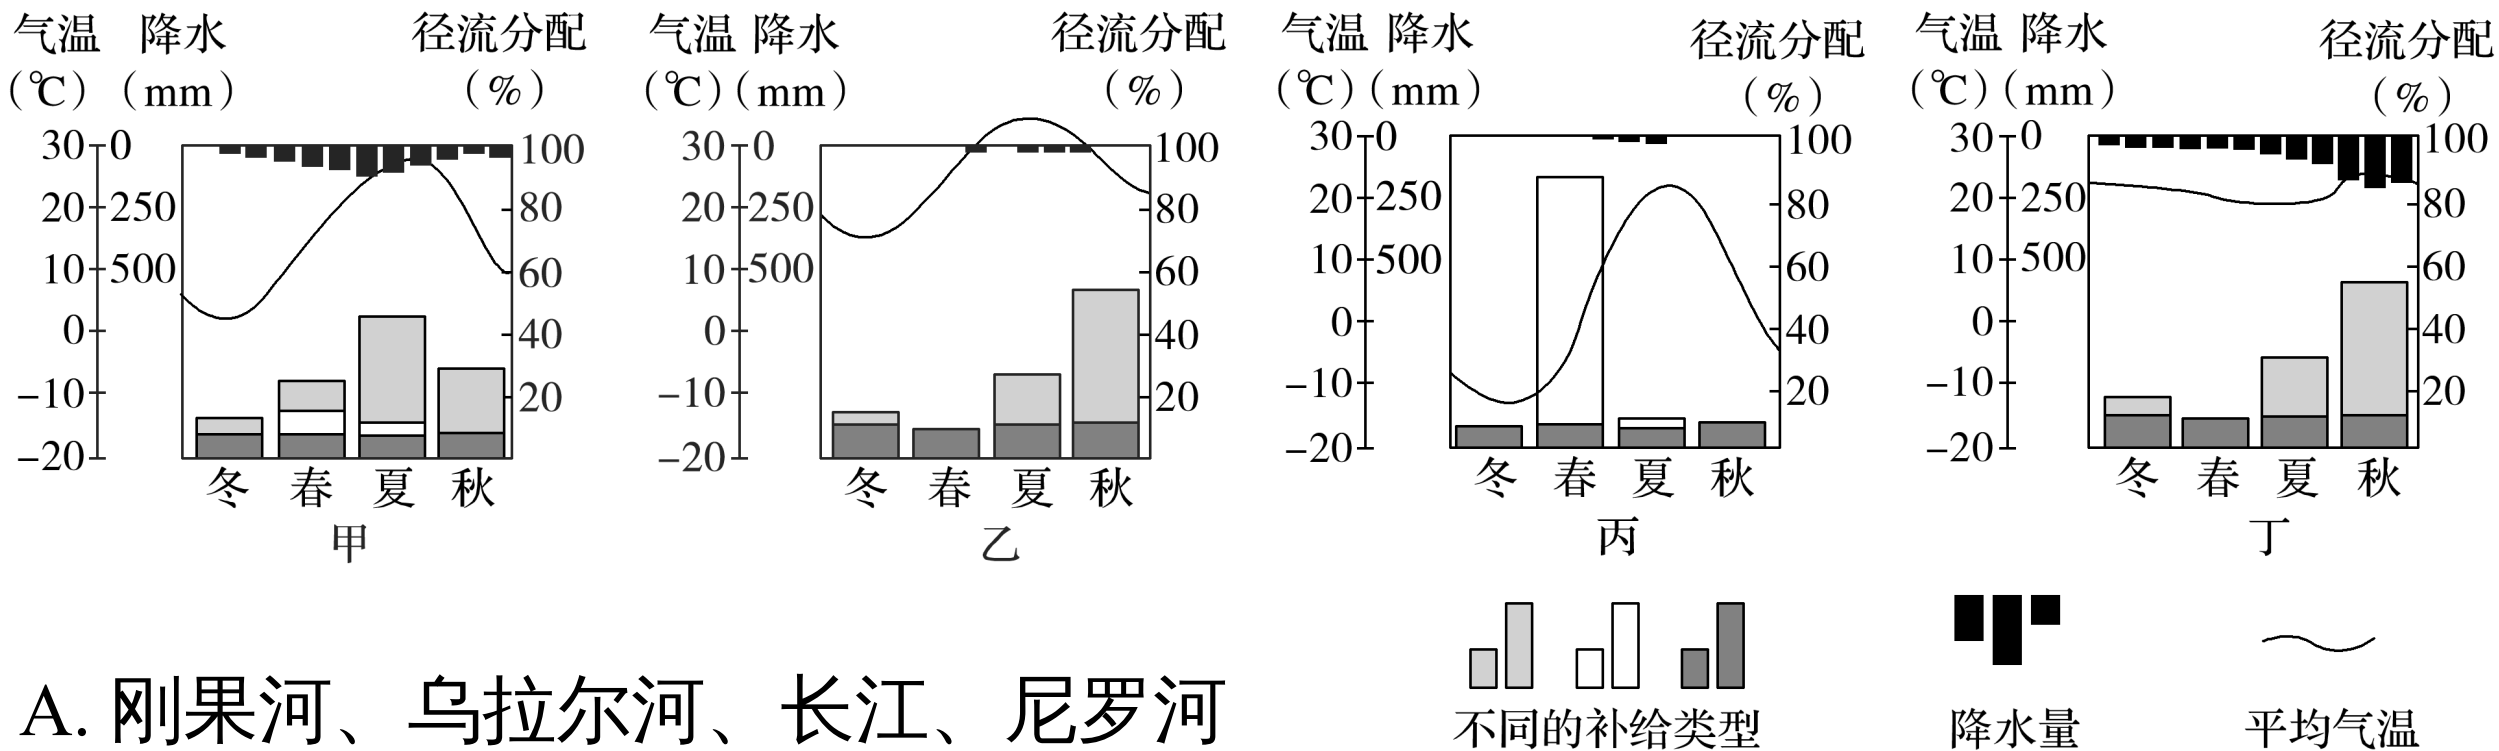 气温 降水 径流分配 气温 降水 径流分配 气温 降水 径流分配 气温 降水 径流分配
(℃) (mm) (%) (℃) (mm) (%) (℃) (mm) (%) (℃) (mm) (%)
30 0 100 30 0 100 30 0 100 30 0 100
20 250 80 20 250 80 20 250 80 20 250 80
10 500 60 10 500 60 10 500 60 10 500 60
0 40 0 40 0 40 0 40
-10 20 -10 20 -10 20 -10 20
-20 -20 -20 -20
冬 春 夏 秋 冬 春 夏 秋 冬 春 夏 秋 冬 春 夏 秋
甲 乙 丙 丁
不同的补给类型 降水量 平均气温
A. 刚果河、乌拉尔河、长江、尼罗河